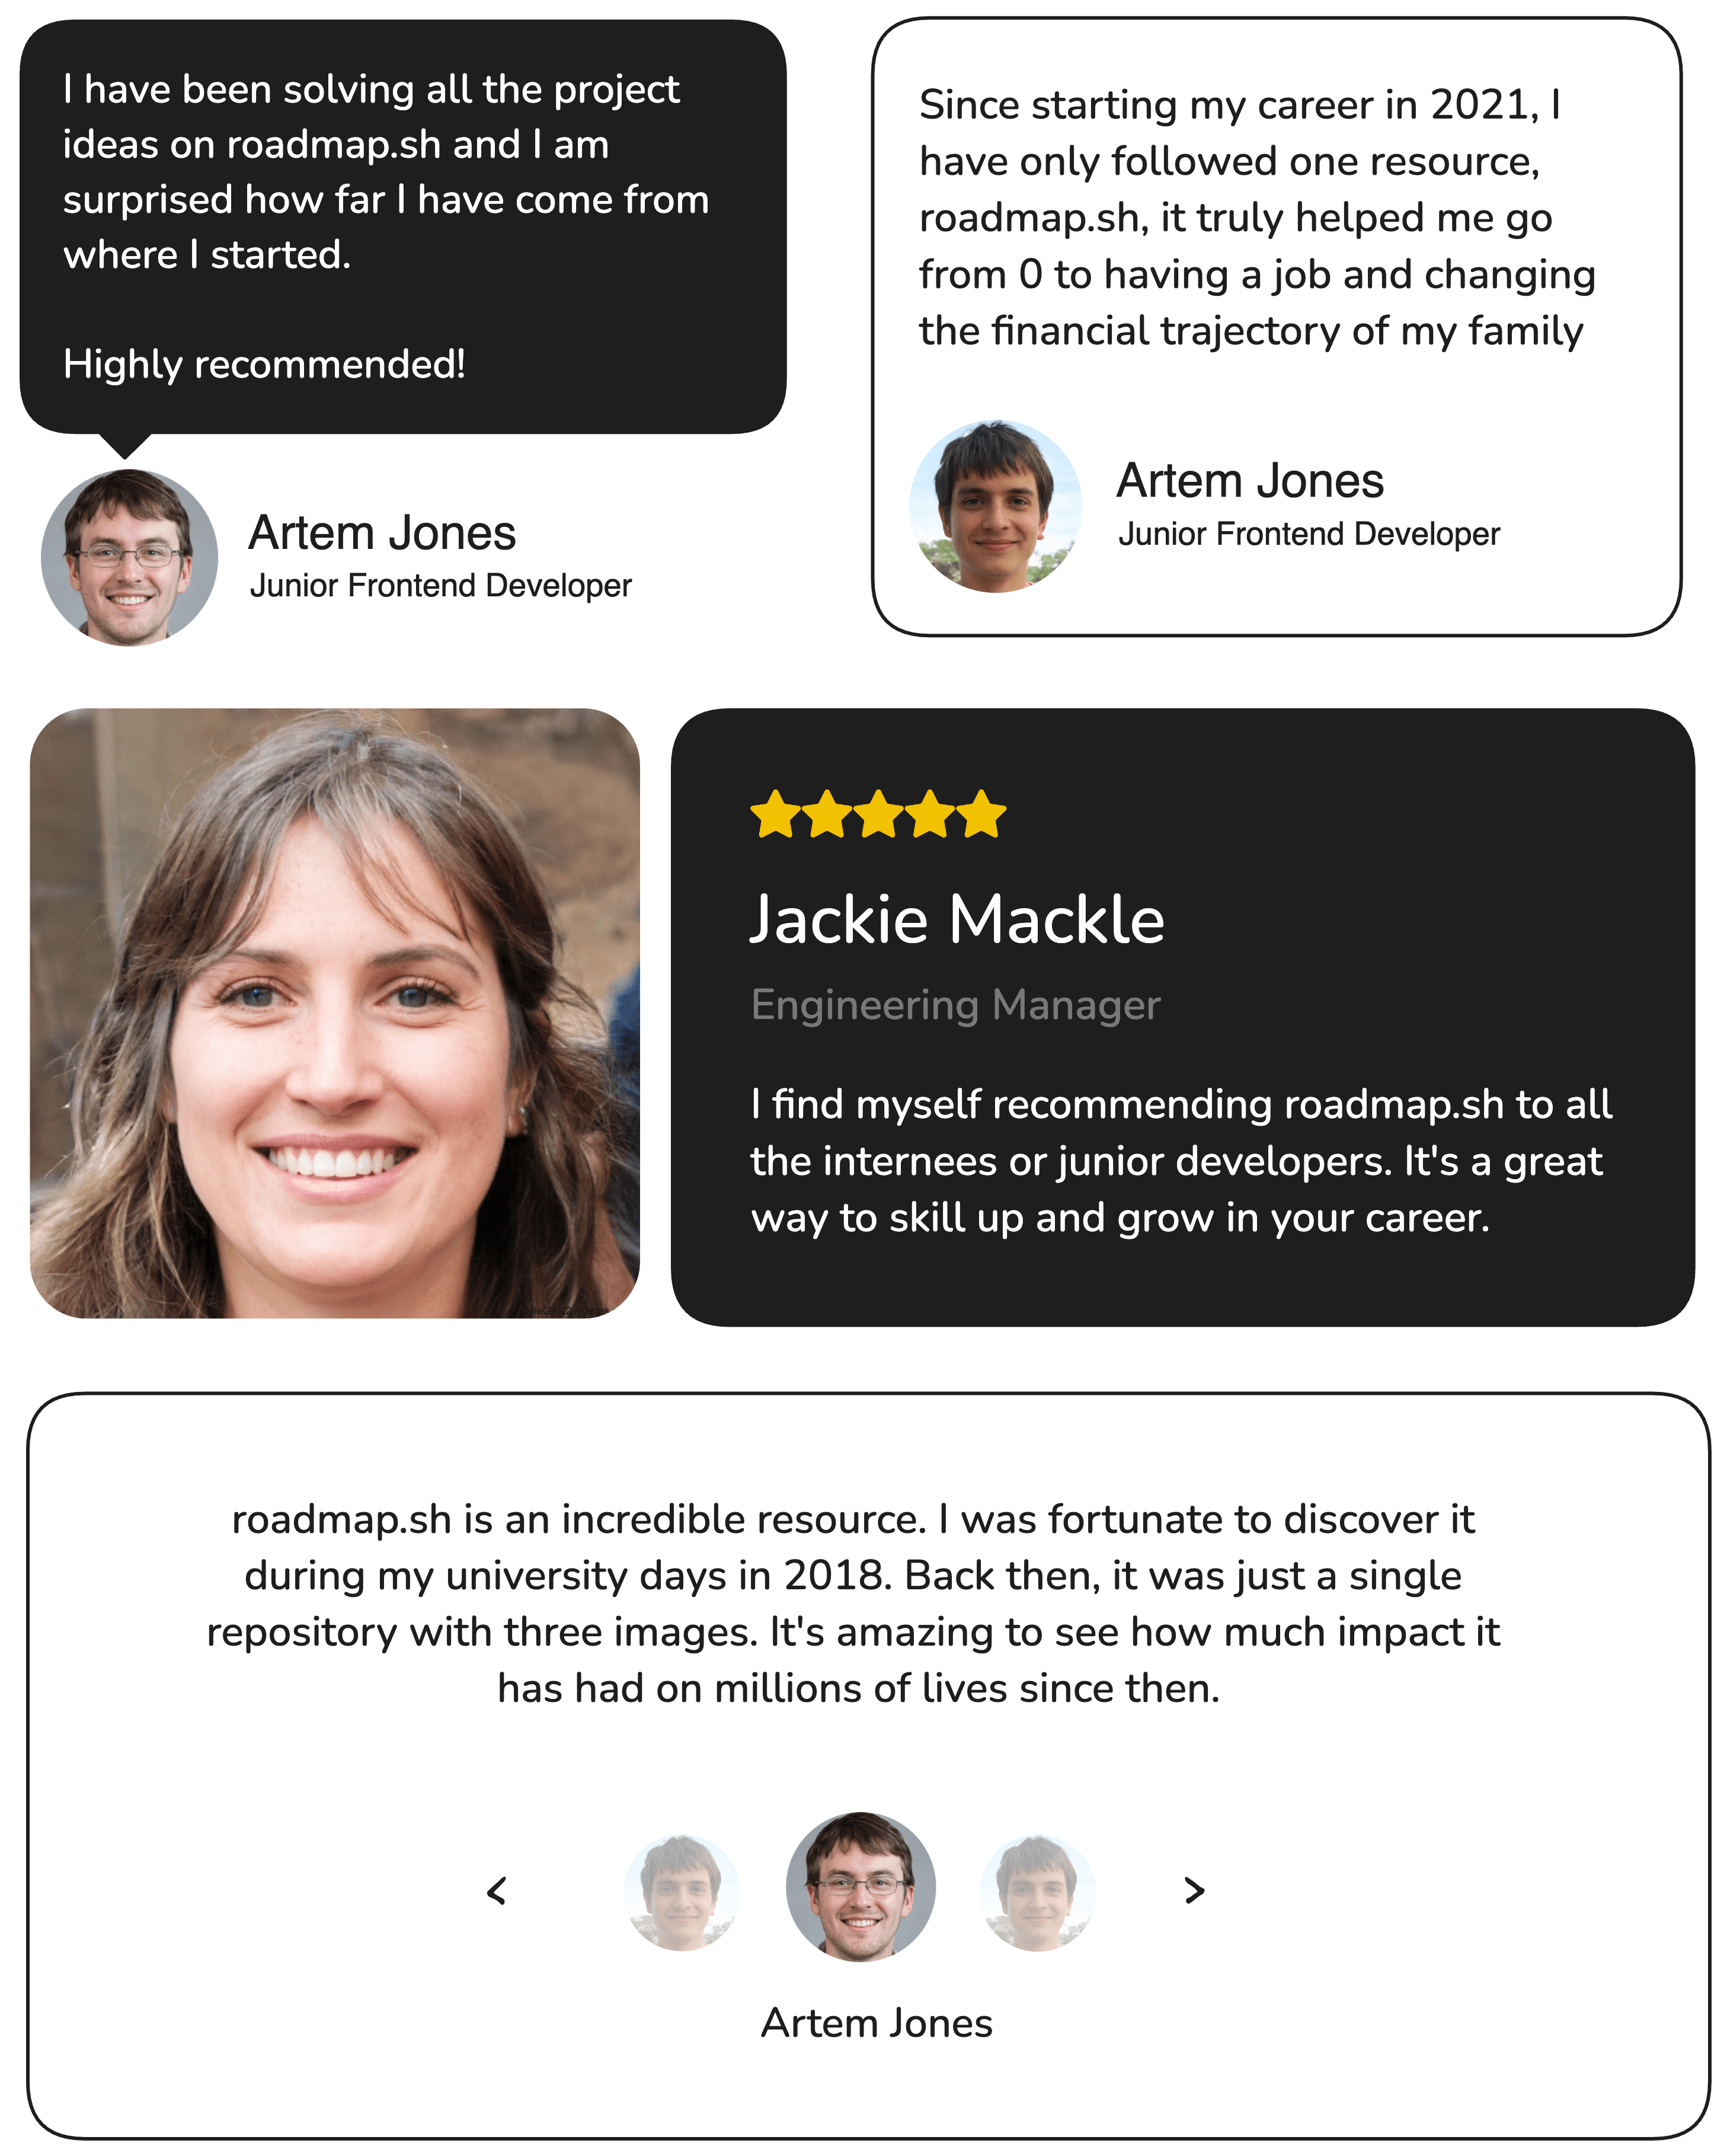 I have been solving all the project
ideas on roadmap.sh and I am
surprised how far I have come from
where I started.
Highly recommended!
Artem Jones
Junior Frontend Developer
Since starting my career in 2021, I
have only followed one resource,
roadmap.sh, it truly helped me go
from 0 to having a job and changing
the financial trajectory of my family
Artem Jones
Junior Frontend Developer
Jackie Mackle
Engineering Manager
I find myself recommending roadmap.sh to all
the internees or junior developers. It's a great
way to skill up and grow in your career.
roadmap.sh is an incredible resource. I was fortunate to discover it
during my university days in 2018. Back then, it was just a single
repository with three images. It's amazing to see how much impact it
has had on millions of lives since then.
< >
Artem Jones